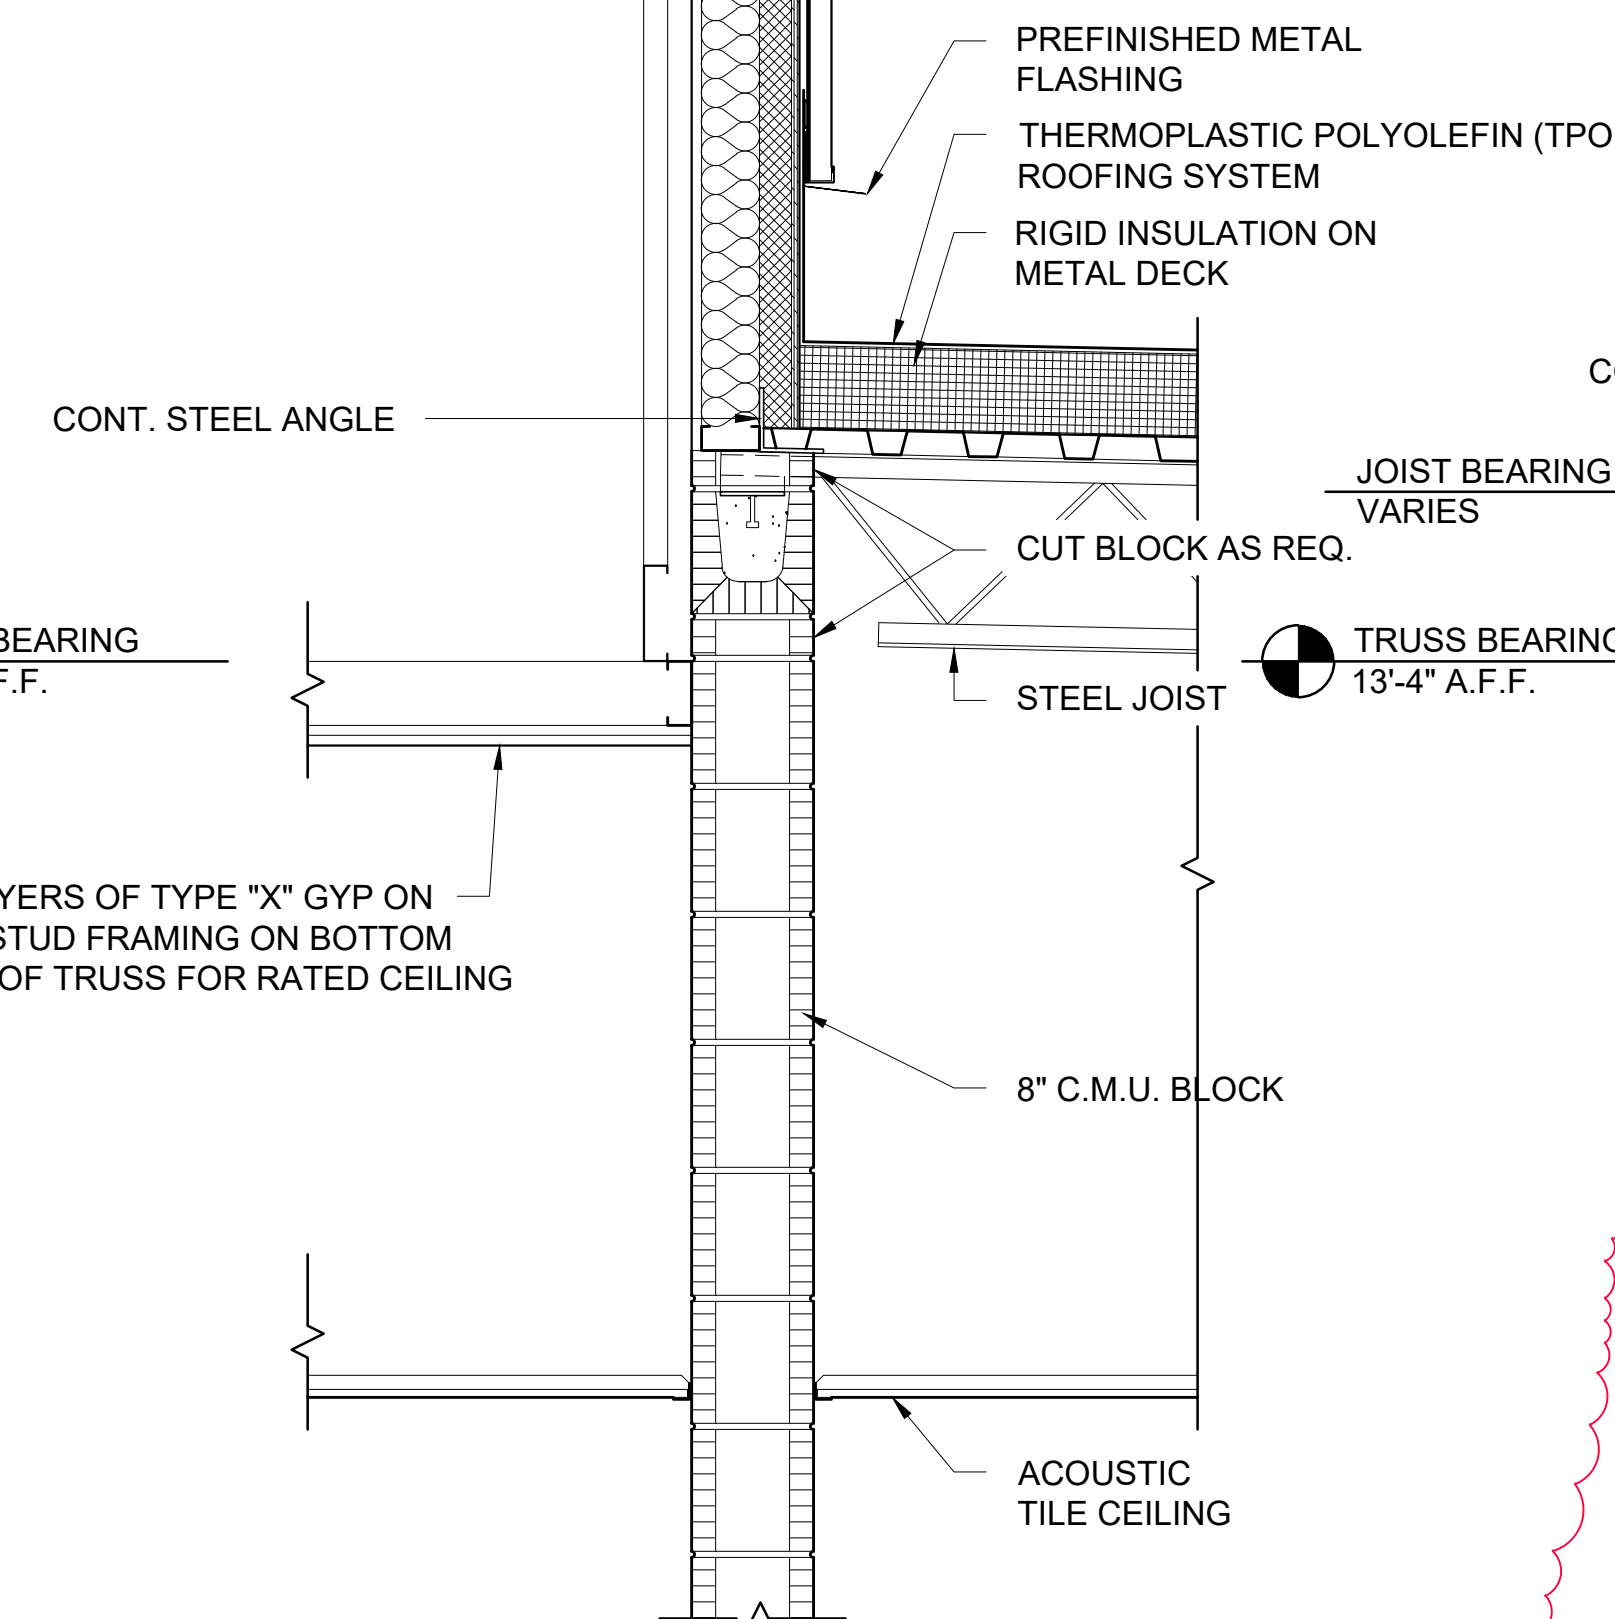 PREFINISHED METAL
FLASHING
THERMOPLASTIC POLYOLEFIN (TPO
ROOFING SYSTEM
RIGID INSULATION ON
METAL DECK
CONT. STEEL ANGLE
JOIST BEARING
VARIES
CUT BLOCK AS REQ.
BEARING
F.F.
TRUSS BEARING
13'-4" A.F.F.
STEEL JOIST
YERS OF TYPE "X" GYP ON
STUD FRAMING ON BOTTOM
OF TRUSS FOR RATED CEILING
8" C.M.U. BLOCK
ACOUSTIC
TILE CEILING